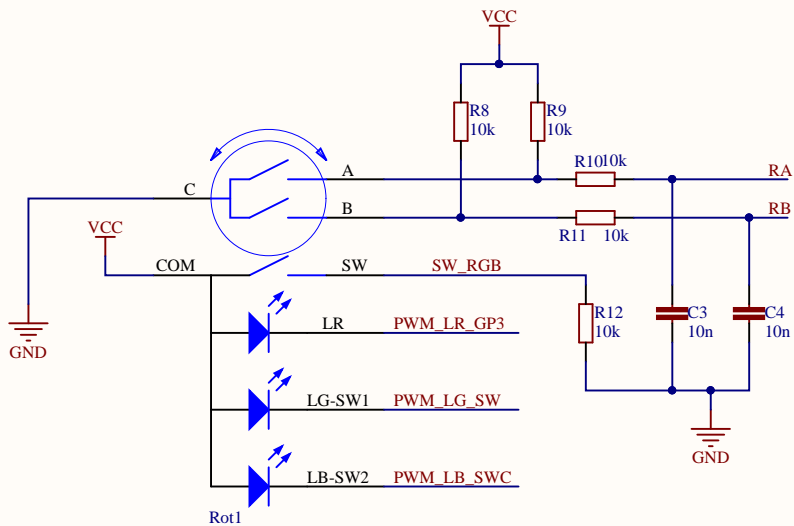 VCC
R8
10k
R9
10k
A
R10
10k
RA
C
B
R11
10k
RB
VCC
COM
SW
SW_RGB
GND
LR
PWM_LR_GP3
R12
10k
C3
10n
C4
10n
LG-SW1
PWM_LG_SW
GND
LB-SW2
PWM_LB_SWC
Rot1